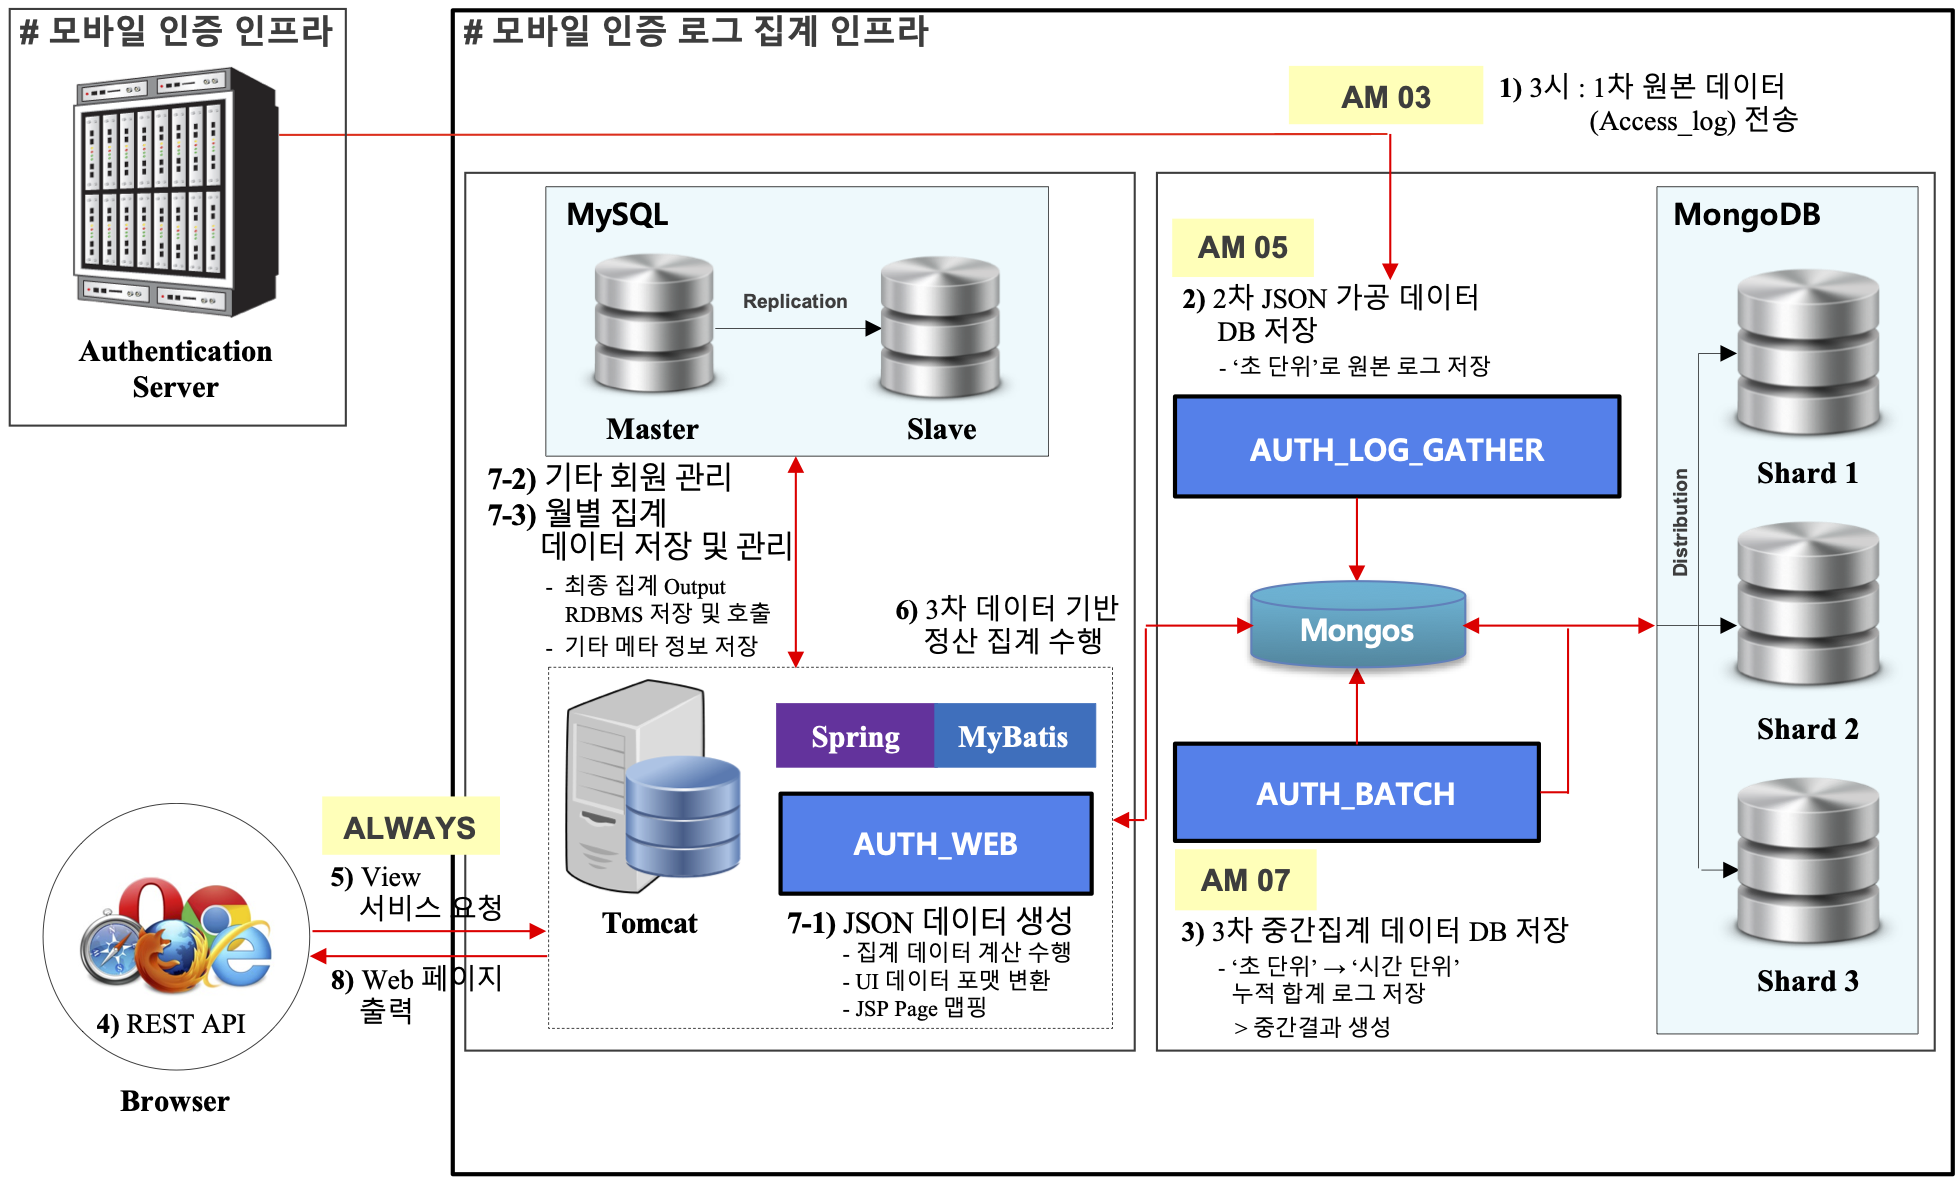 # 모바일 인증 인프라
Authentication
Server
# 모바일 인증 로그 집계 인프라
AM 03
1) 3시 : 1차 원본 데이터
(Access_log) 전송
MySQL
Replication
Master
Slave
7-2) 기타 회원 관리
7-3) 월별 집계
데이터 저장 및 관리
- 최종 집계 Output
RDBMS 저장 및 호출
- 기타 메타 정보 저장
6) 3차 데이터 기반
정산 집계 수행
Spring
MyBatis
AUTH_WEB
Tomcat
7-1) JSON 데이터 생성
- 집계 데이터 계산 수행
- UI 데이터 포맷 변환
- JSP Page 맵핑
AM 05
2) 2차 JSON 가공 데이터
DB 저장
- ‘초 단위’로 원본 로그 저장
AUTH_LOG_GATHER
Mongos
AUTH_BATCH
AM 07
3) 3차 중간집계 데이터 DB 저장
- ‘초 단위’ → ‘시간 단위’
누적 합계 로그 저장
> 중간결과 생성
MongoDB
Distribution
Shard 1
Shard 2
Shard 3
ALWAYS
5) View
서비스 요청
8) Web 페이지
출력
4) REST API
Browser